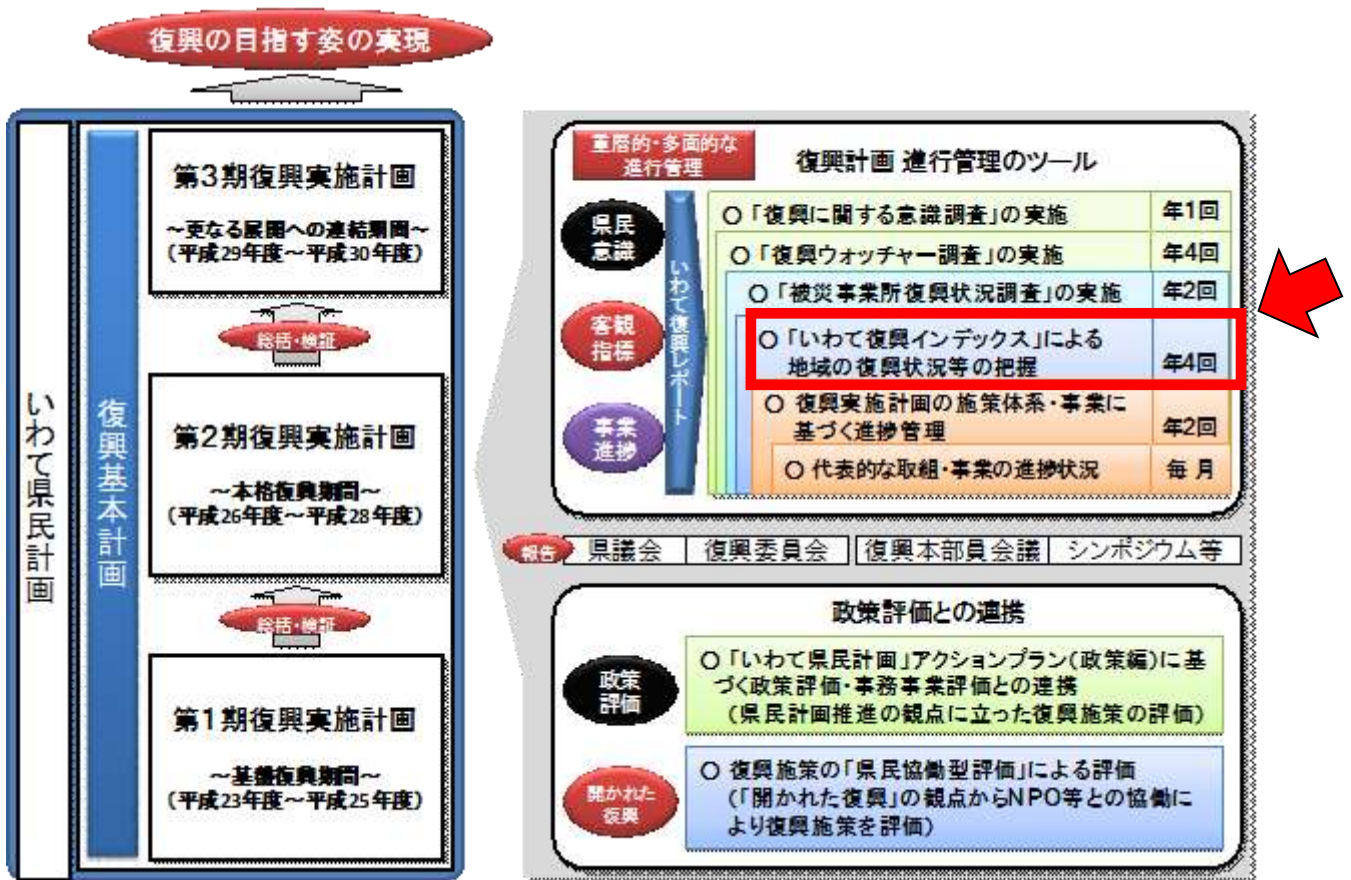 復興の目指す姿の実現
いわて県民計画
復興基本計画
第3期復興実施計画
～更なる展開への連結期間～
（平成29年度～平成30年度）
総括・検証
第2期復興実施計画
～本格復興期間～
（平成26年度～平成28年度）
総括・検証
第1期復興実施計画
～基盤復興期間～
（平成23年度～平成25年度）
重層的・多面的な
進行管理
復興計画 進行管理のツール
県民
意識
客観
指標
事業
進捗
いわて復興レポート
○「復興に関する意識調査」の実施 年1回
○「復興ウォッチャー調査」の実施 年4回
○「被災事業所復興状況調査」の実施 年2回
○「いわて復興インデックス」による
地域の復興状況等の把握 年4回
○ 復興実施計画の施策体系・事業に
基づく進捗管理 年2回
○ 代表的な取組・事業の進捗状況 毎月
報告 県議会 復興委員会 復興本部員会議 シンポジウム等
政策評価との連携
政策
評価
○「いわて県民計画」アクションプラン（政策編）に基
づく政策評価・事務事業評価との連携
（県民計画推進の観点に立った復興施策の評価）
開かれた
復興
○ 復興施策の「県民協働型評価」による評価
（「開かれた復興」の観点からNPO等との協働に
より復興施策を評価）